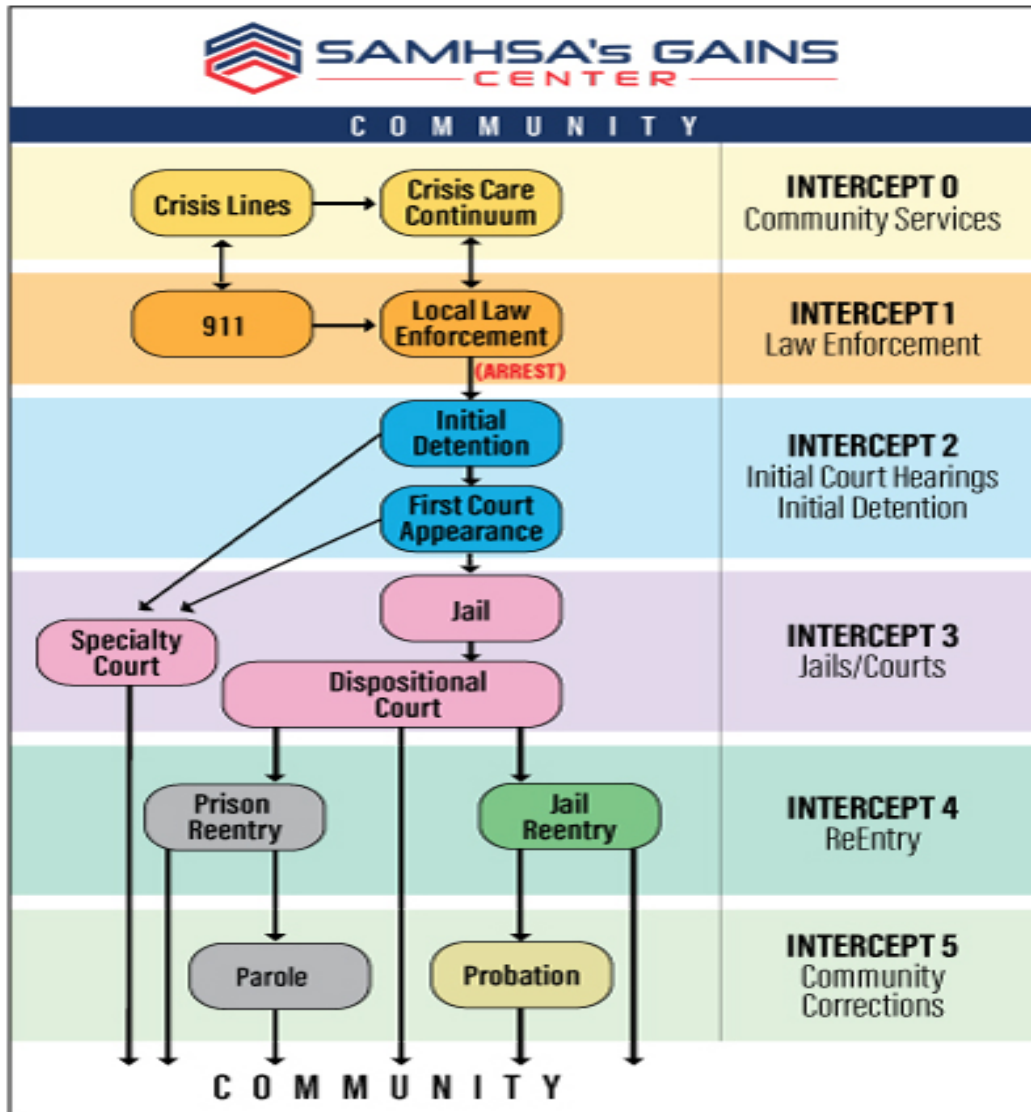 SAMHSA's GAINS
CENTER
COMMUNITY
Crisis Lines
Crisis Care
Continuum
INTERCEPT 0
Community Services
911
Local Law
Enforcement
(ARREST)
INTERCEPT 1
Law Enforcement
Initial
Detention
First Court
Appearance
INTERCEPT 2
Initial Court Hearings
Initial Detention
Jail
Specialty
Court
Dispositional
Court
INTERCEPT 3
Jails/Courts
Prison
Reentry
Jail
Reentry
INTERCEPT 4
ReEntry
Parole
Probation
INTERCEPT 5
Community
Corrections
COMMUNITY